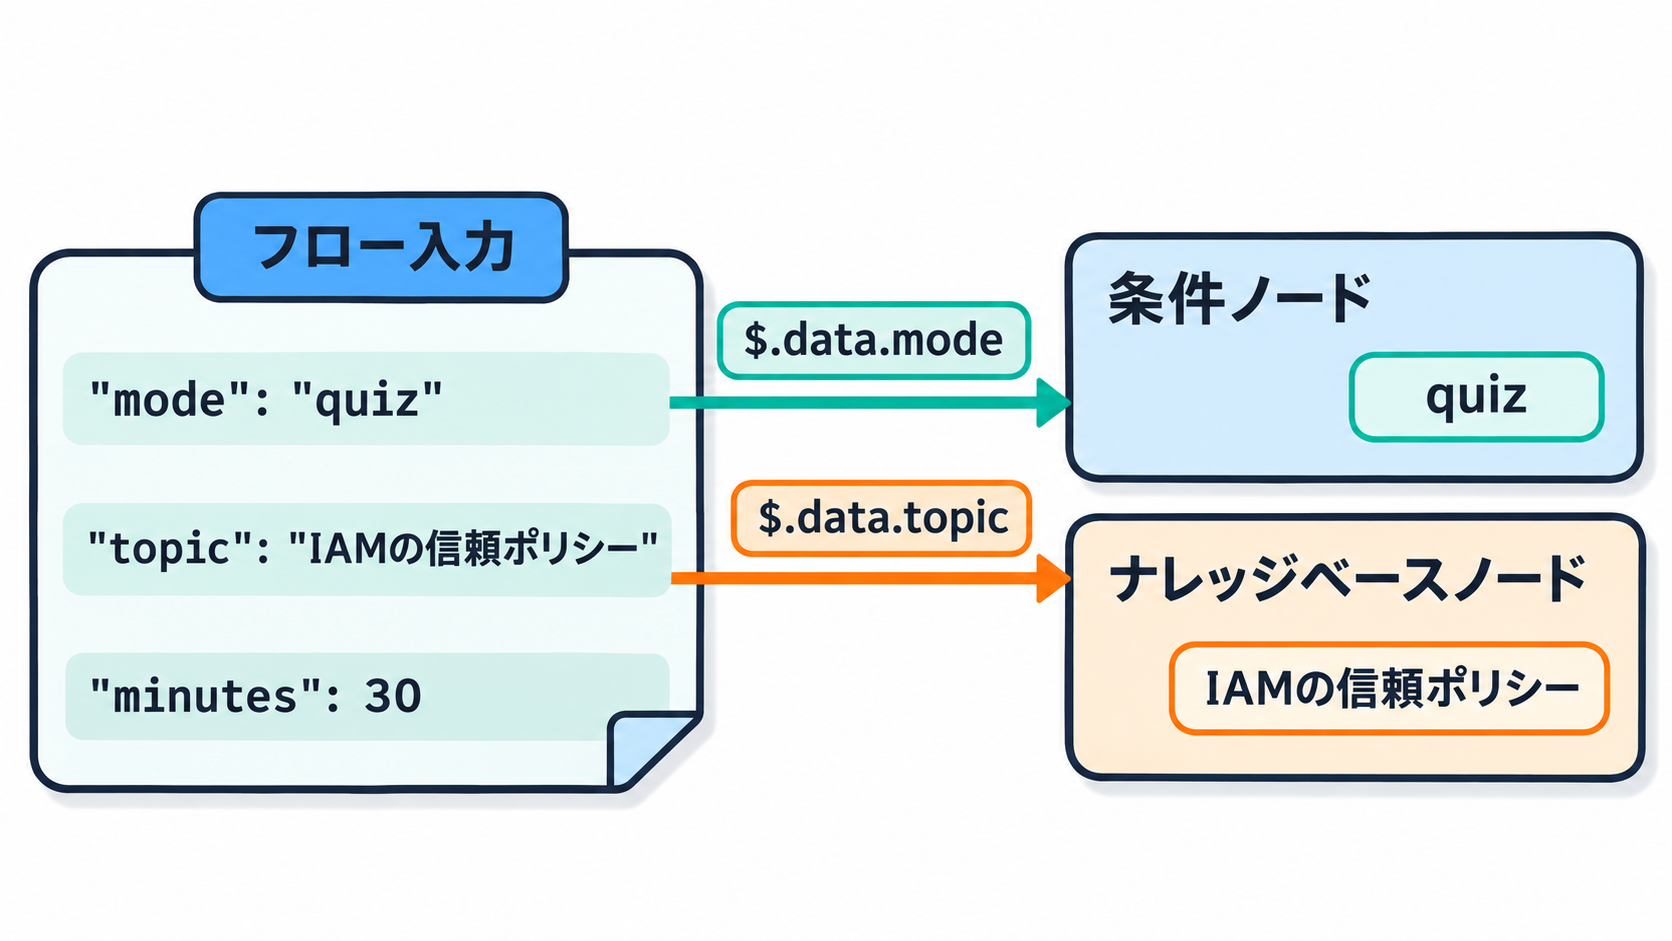 フロー入力
"mode": "quiz"
"topic": "IAMの信頼ポリシー"
"minutes": 30
$.data.mode
$.data.topic
条件ノード
quiz
ナレッジベースノード
IAMの信頼ポリシー